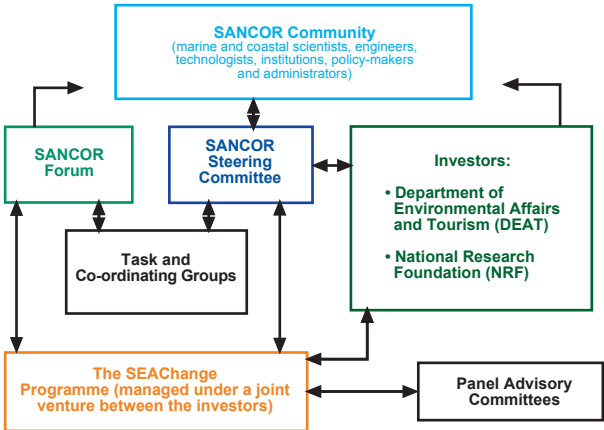 SANCOR Community
(marine and coastal scientists, engineers,
technologists, institutions, policy-makers
and administrators)
SANCOR
Forum
SANCOR
Steering
Committee
Investors:
• Department of
Environmental Affairs
and Tourism (DEAT)
• National Research
Foundation (NRF)
Task and
Co-ordinating Groups
The SEAChange
Programme (managed under a joint
venture between the investors)
Panel Advisory
Committees